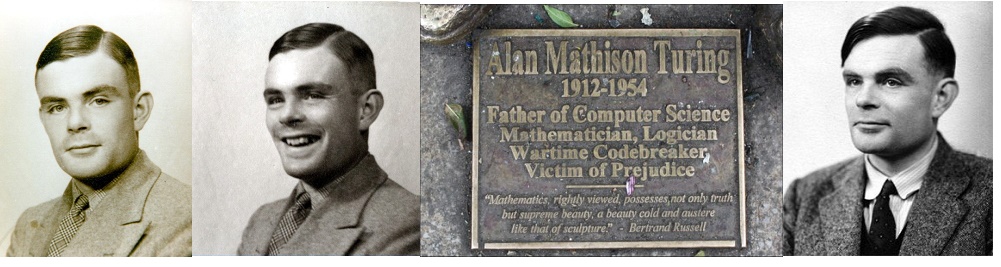 Alan Mathison Turing
1912-1954
Father of Computer Science
Mathematician, Logician
Wartime Codebreaker
Victim of Prejudice
"Mathematics, rightly viewed, possesses not only truth
but supreme beauty, a beauty cold and austere
like that of sculpture." - Bertrand Russell